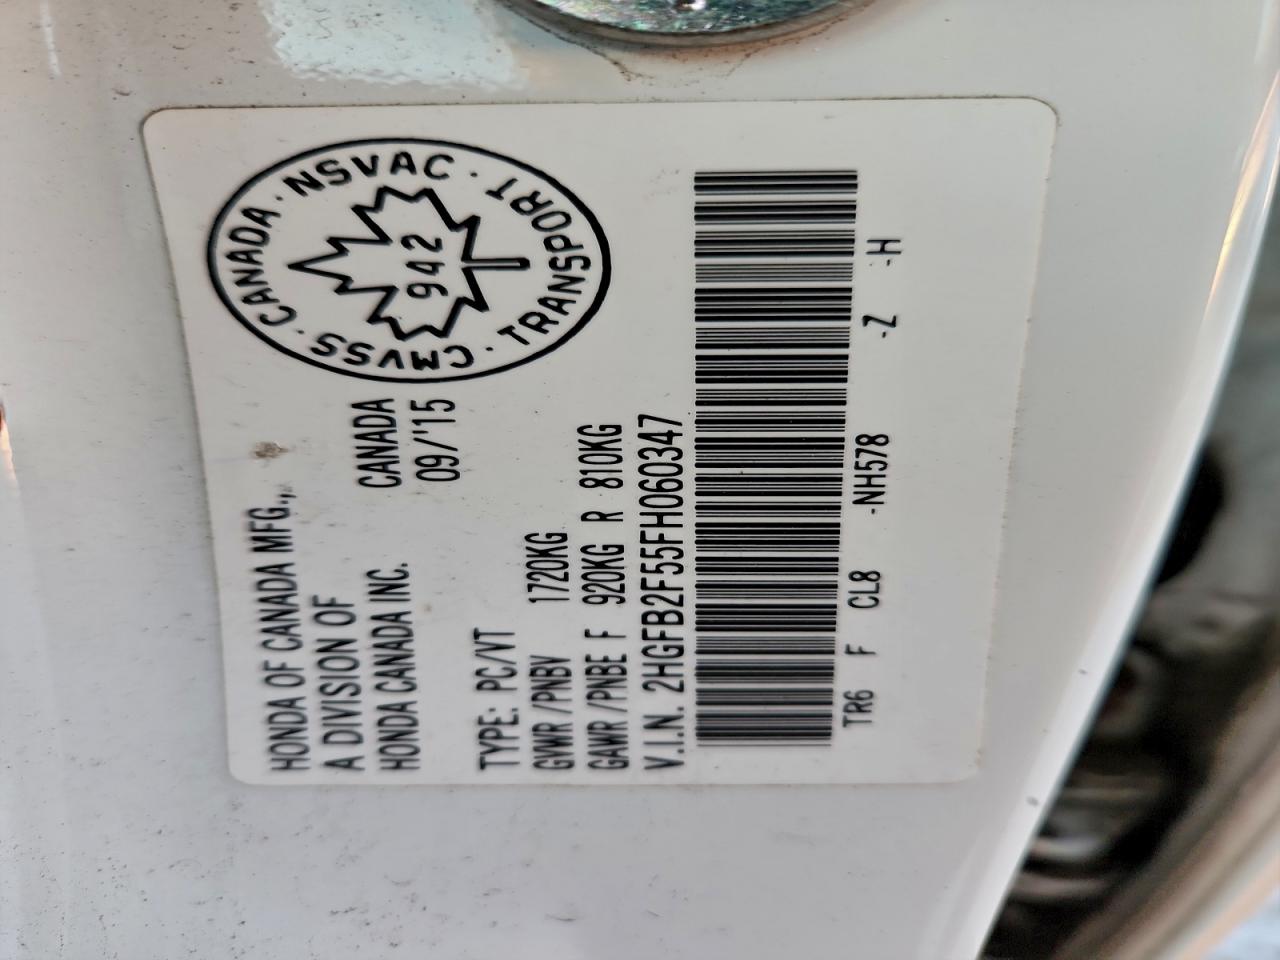 HONDA OF CANADA MFG.,
A DIVISION OF
HONDA CANADA INC. CANADA
09/'15
TYPE: PC/VT
GVWR/PNBV 1720KG
GAWR/PNBE F 920KG R 810KG
V.I.N. 2HGFB2F55FH060347
TR6 F CL8 -NH578 -Z -H
CMVSS · CANADA · NSVAC · TRANSPORT ·
942